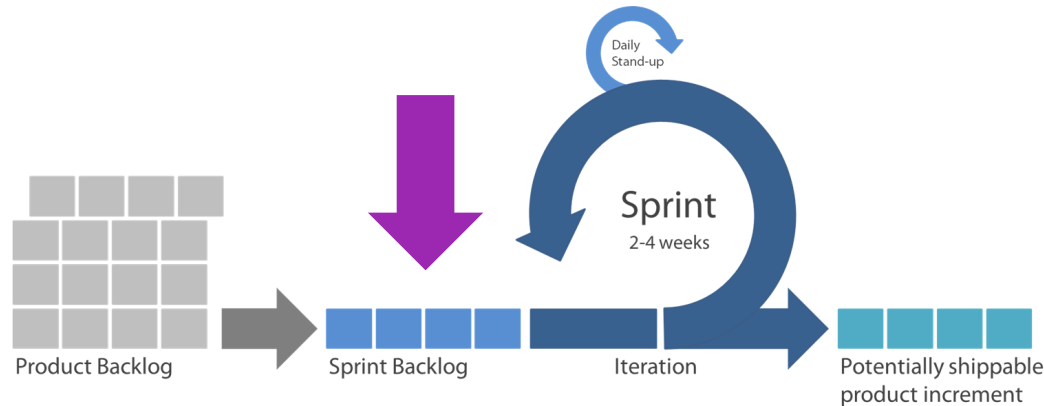 Daily
Stand-up
Sprint
2-4 weeks
Product Backlog
Sprint Backlog
Iteration
Potentially shippable
product increment